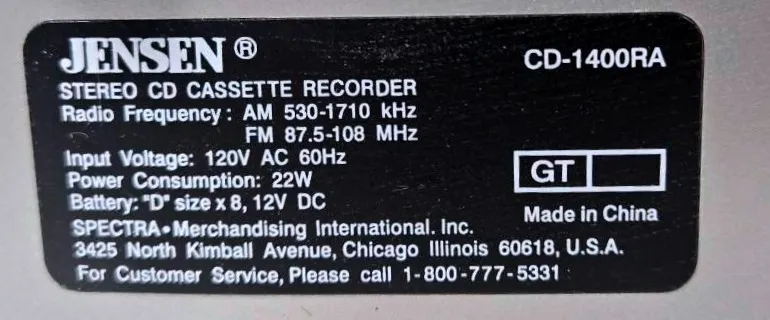 JENSEN ®
CD-1400RA
STEREO CD CASSETTE RECORDER
Radio Frequency : AM 530-1710 kHz
FM 87.5-108 MHz
Input Voltage: 120V AC 60Hz
Power Consumption: 22W
GT
Battery: "D" size x 8, 12V DC
Made in China
SPECTRA•Merchandising International. Inc.
3425 North Kimball Avenue, Chicago Illinois 60618, U.S.A.
For Customer Service, Please call 1-800-777-5331